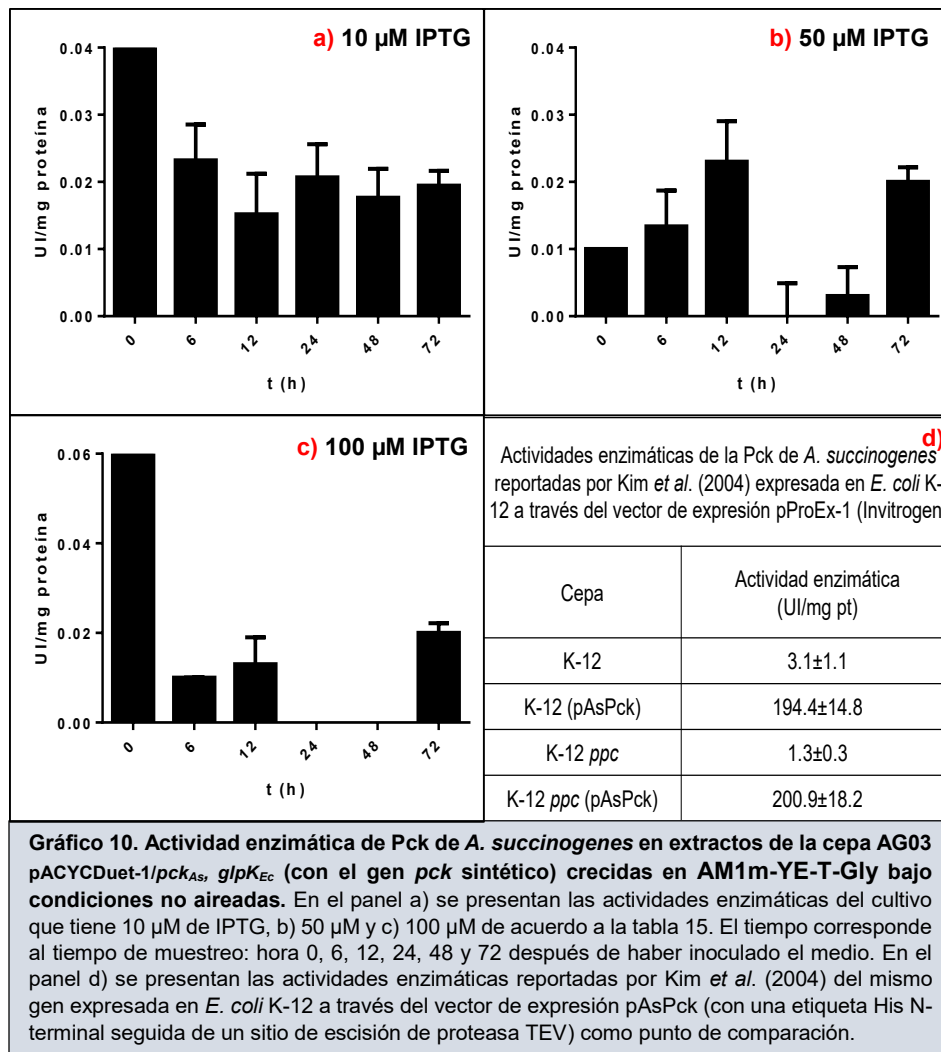 a) 10 µM IPTG
UI/mg proteína
0.04
0.03
0.02
0.01
0.00
0
6
12
24
48
72
t (h)
b) 50 µM IPTG
UI/mg proteína
0.04
0.03
0.02
0.01
0.00
0
6
12
24
48
72
t (h)
c) 100 µM IPTG
UI/mg proteína
0.06
0.04
0.02
0.00
0
6
12
24
48
72
t (h)
d)
Actividades enzimáticas de la Pck de A. succinogenes
reportadas por Kim et al. (2004) expresada en E. coli K-
12 a través del vector de expresión pProEx-1 (Invitrogen
Cepa
Actividad enzimática
(UI/mg pt)
K-12
3.1±1.1
K-12 (pAsPck)
194.4±14.8
K-12 ppc
1.3±0.3
K-12 ppc (pAsPck)
200.9±18.2
Gráfico 10. Actividad enzimática de Pck de A. succinogenes en extractos de la cepa AG03
pACYCDuet-1/pckAs, glpKEc (con el gen pck sintético) crecidas en AM1m-YE-T-Gly bajo
condiciones no aireadas. En el panel a) se presentan las actividades enzimáticas del cultivo
que tiene 10 µM de IPTG, b) 50 µM y c) 100 µM de acuerdo a la tabla 15. El tiempo corresponde
al tiempo de muestreo: hora 0, 6, 12, 24, 48 y 72 después de haber inoculado el medio. En el
panel d) se presentan las actividades enzimáticas reportadas por Kim et al. (2004) del mismo
gen expresada en E. coli K-12 a través del vector de expresión pAsPck (con una etiqueta His N-
terminal seguida de un sitio de escisión de proteasa TEV) como punto de comparación.